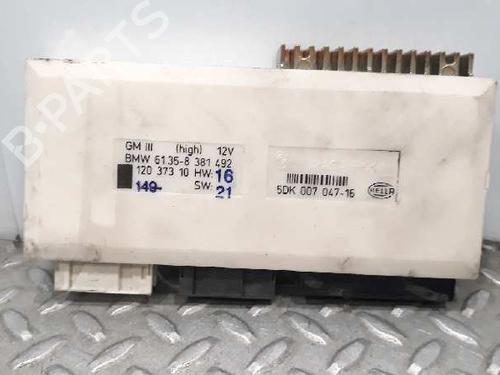 B-PARTS
GM III (high) 12V
BMW 61.35-8 381 492
120 373 10 HW: 16
149- SW: 21
5DK 007 047-16 HELLA